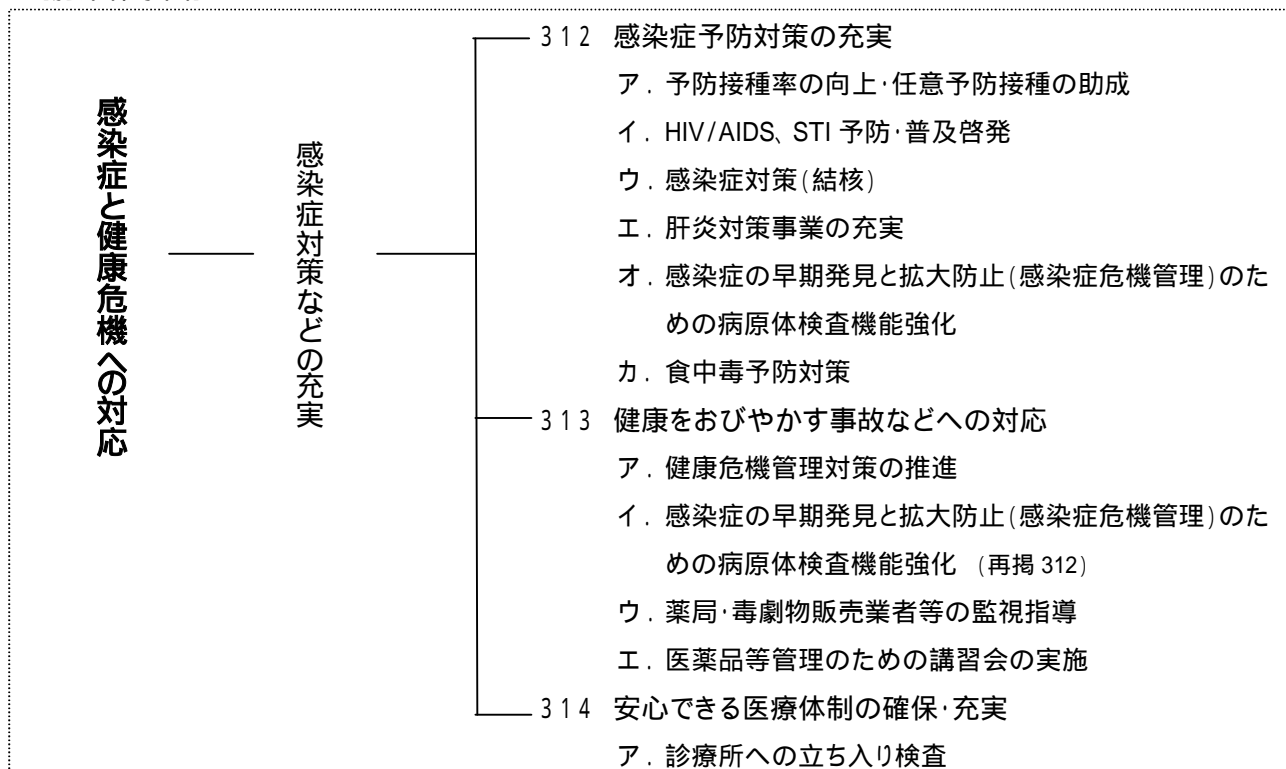 感染症と健康危機への対応
感染症対策などの充実
312 感染症予防対策の充実
ア. 予防接種率の向上・任意予防接種の助成
イ. HIV/AIDS、STI 予防・普及啓発
ウ. 感染症対策(結核)
エ. 肝炎対策事業の充実
オ. 感染症の早期発見と拡大防止(感染症危機管理)のた
めの病原体検査機能強化
カ. 食中毒予防対策
313 健康をおびやかす事故などへの対応
ア. 健康危機管理対策の推進
イ. 感染症の早期発見と拡大防止(感染症危機管理)のた
めの病原体検査機能強化 (再掲 312)
ウ. 薬局・毒劇物販売業者等の監視指導
エ. 医薬品等管理のための講習会の実施
314 安心できる医療体制の確保・充実
ア. 診療所への立ち入り検査